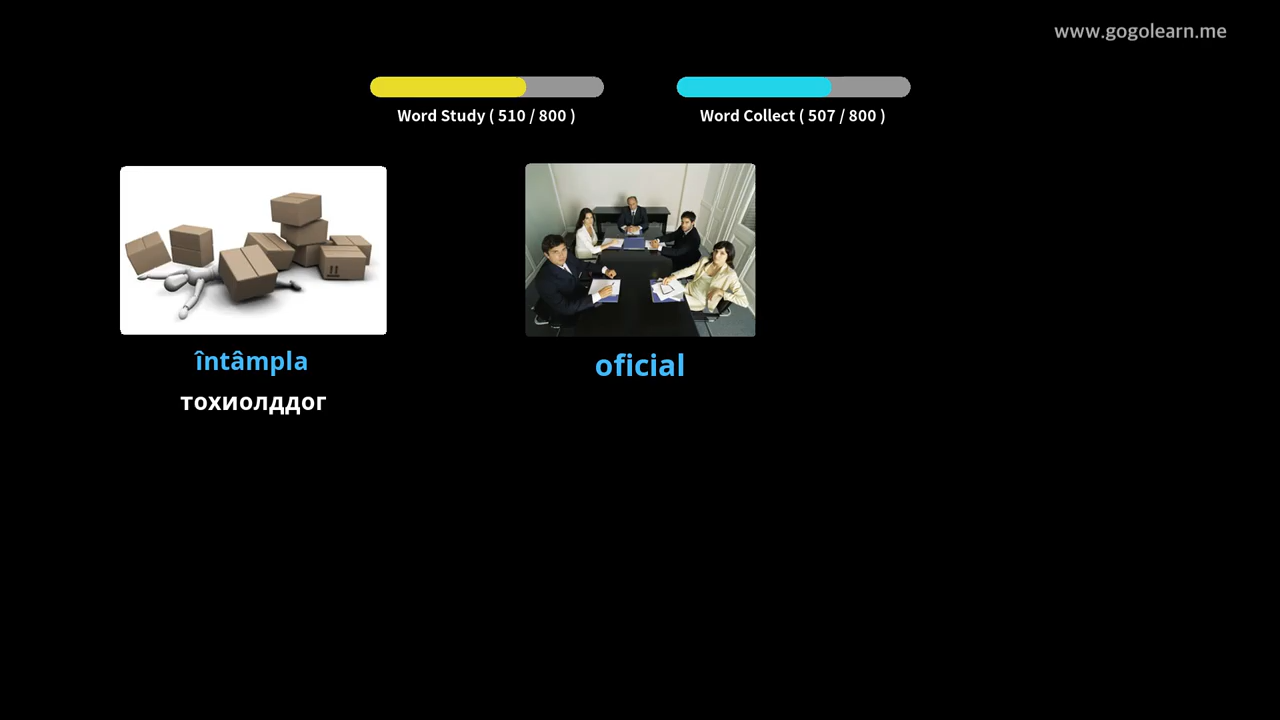 www.gogolearn.me
Word Study ( 510 / 800 )
Word Collect ( 507 / 800 )
întâmpla
тохиолддог
oficial